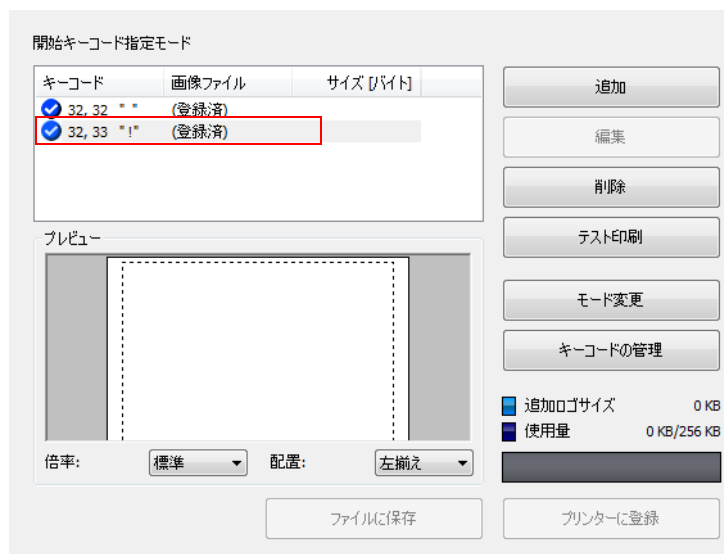 開始キーコード指定モード
キーコード 画像ファイル サイズ [バイト]
32, 32 " " (登録済)
32, 33 "!" (登録済)
追加
編集
削除
テスト印刷
プレビュー
モード変更
キーコードの管理
追加ロゴサイズ 0 KB
使用量 0 KB/256 KB
倍率: 標準 配置: 左揃え
ファイルに保存 プリンターに登録